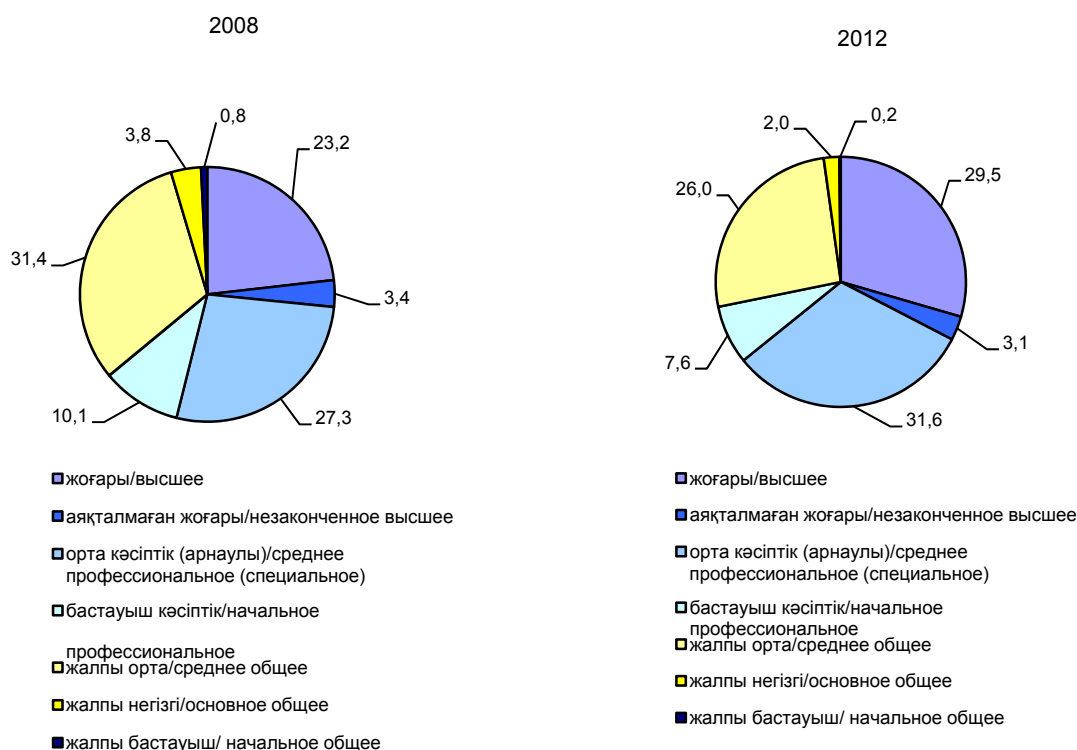 2008
0,8
3,8
23,2
31,4
3,4
10,1
27,3
жоғары/высшее
аяқталмаған жоғары/незаконченное высшее
орта кәсіптік (арнаулы)/среднее
профессиональное (специальное)
бастауыш кәсіптік/начальное
профессиональное
жалпы орта/среднее общее
жалпы негізгі/основное общее
жалпы бастауыш/ начальное общее
2012
0,2
2,0
29,5
26,0
3,1
7,6
31,6
жоғары/высшее
аяқталмаған жоғары/незаконченное высшее
орта кәсіптік (арнаулы)/среднее
профессиональное (специальное)
бастауыш кәсіптік/начальное
профессиональное
жалпы орта/среднее общее
жалпы негізгі/основное общее
жалпы бастауыш/ начальное общее